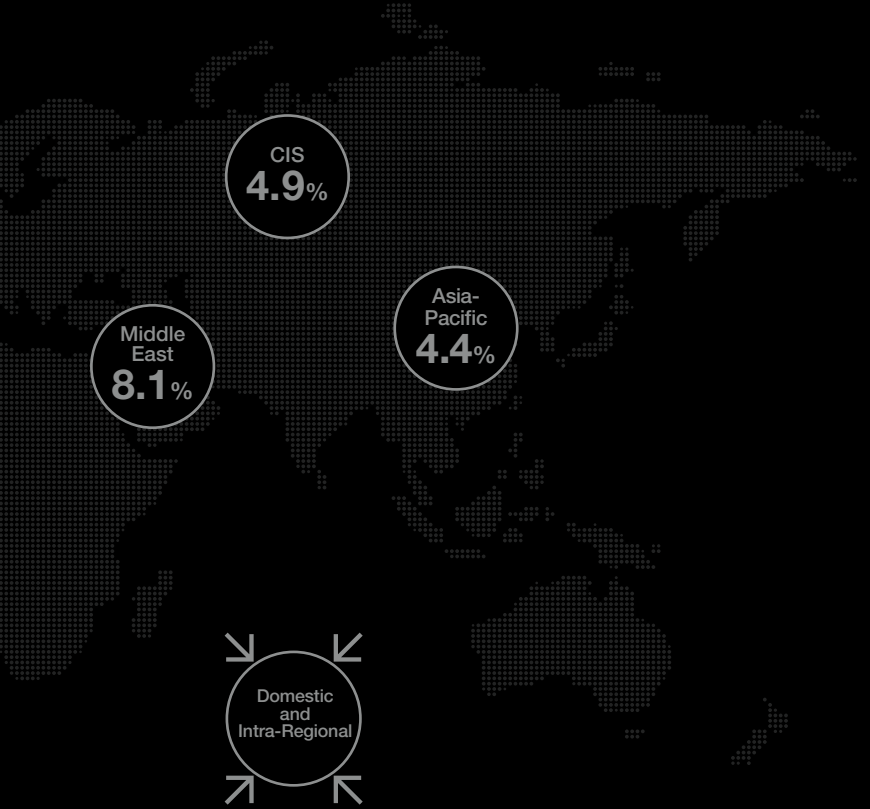 CIS
4.9%
Asia-
Pacific
4.4%
Middle
East
8.1%
Domestic
and
Intra-Regional